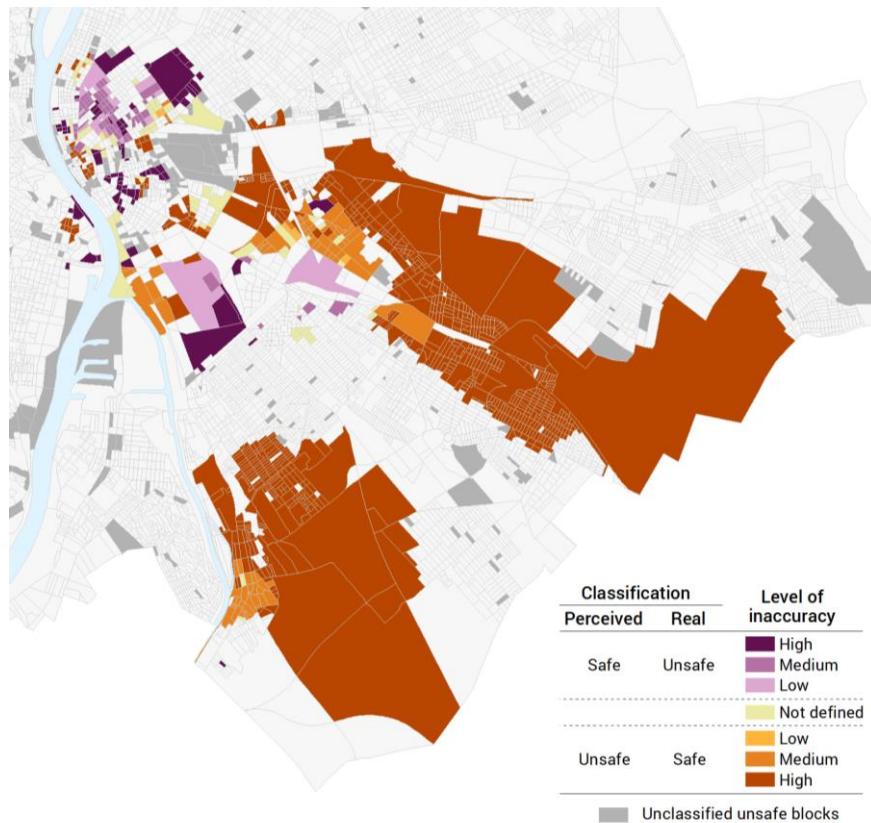 Classification
Level of inaccuracy
Perceived Real
High
Safe Unsafe Medium
Low
Not defined
Low
Unsafe Safe Medium
High
Unclassified unsafe blocks